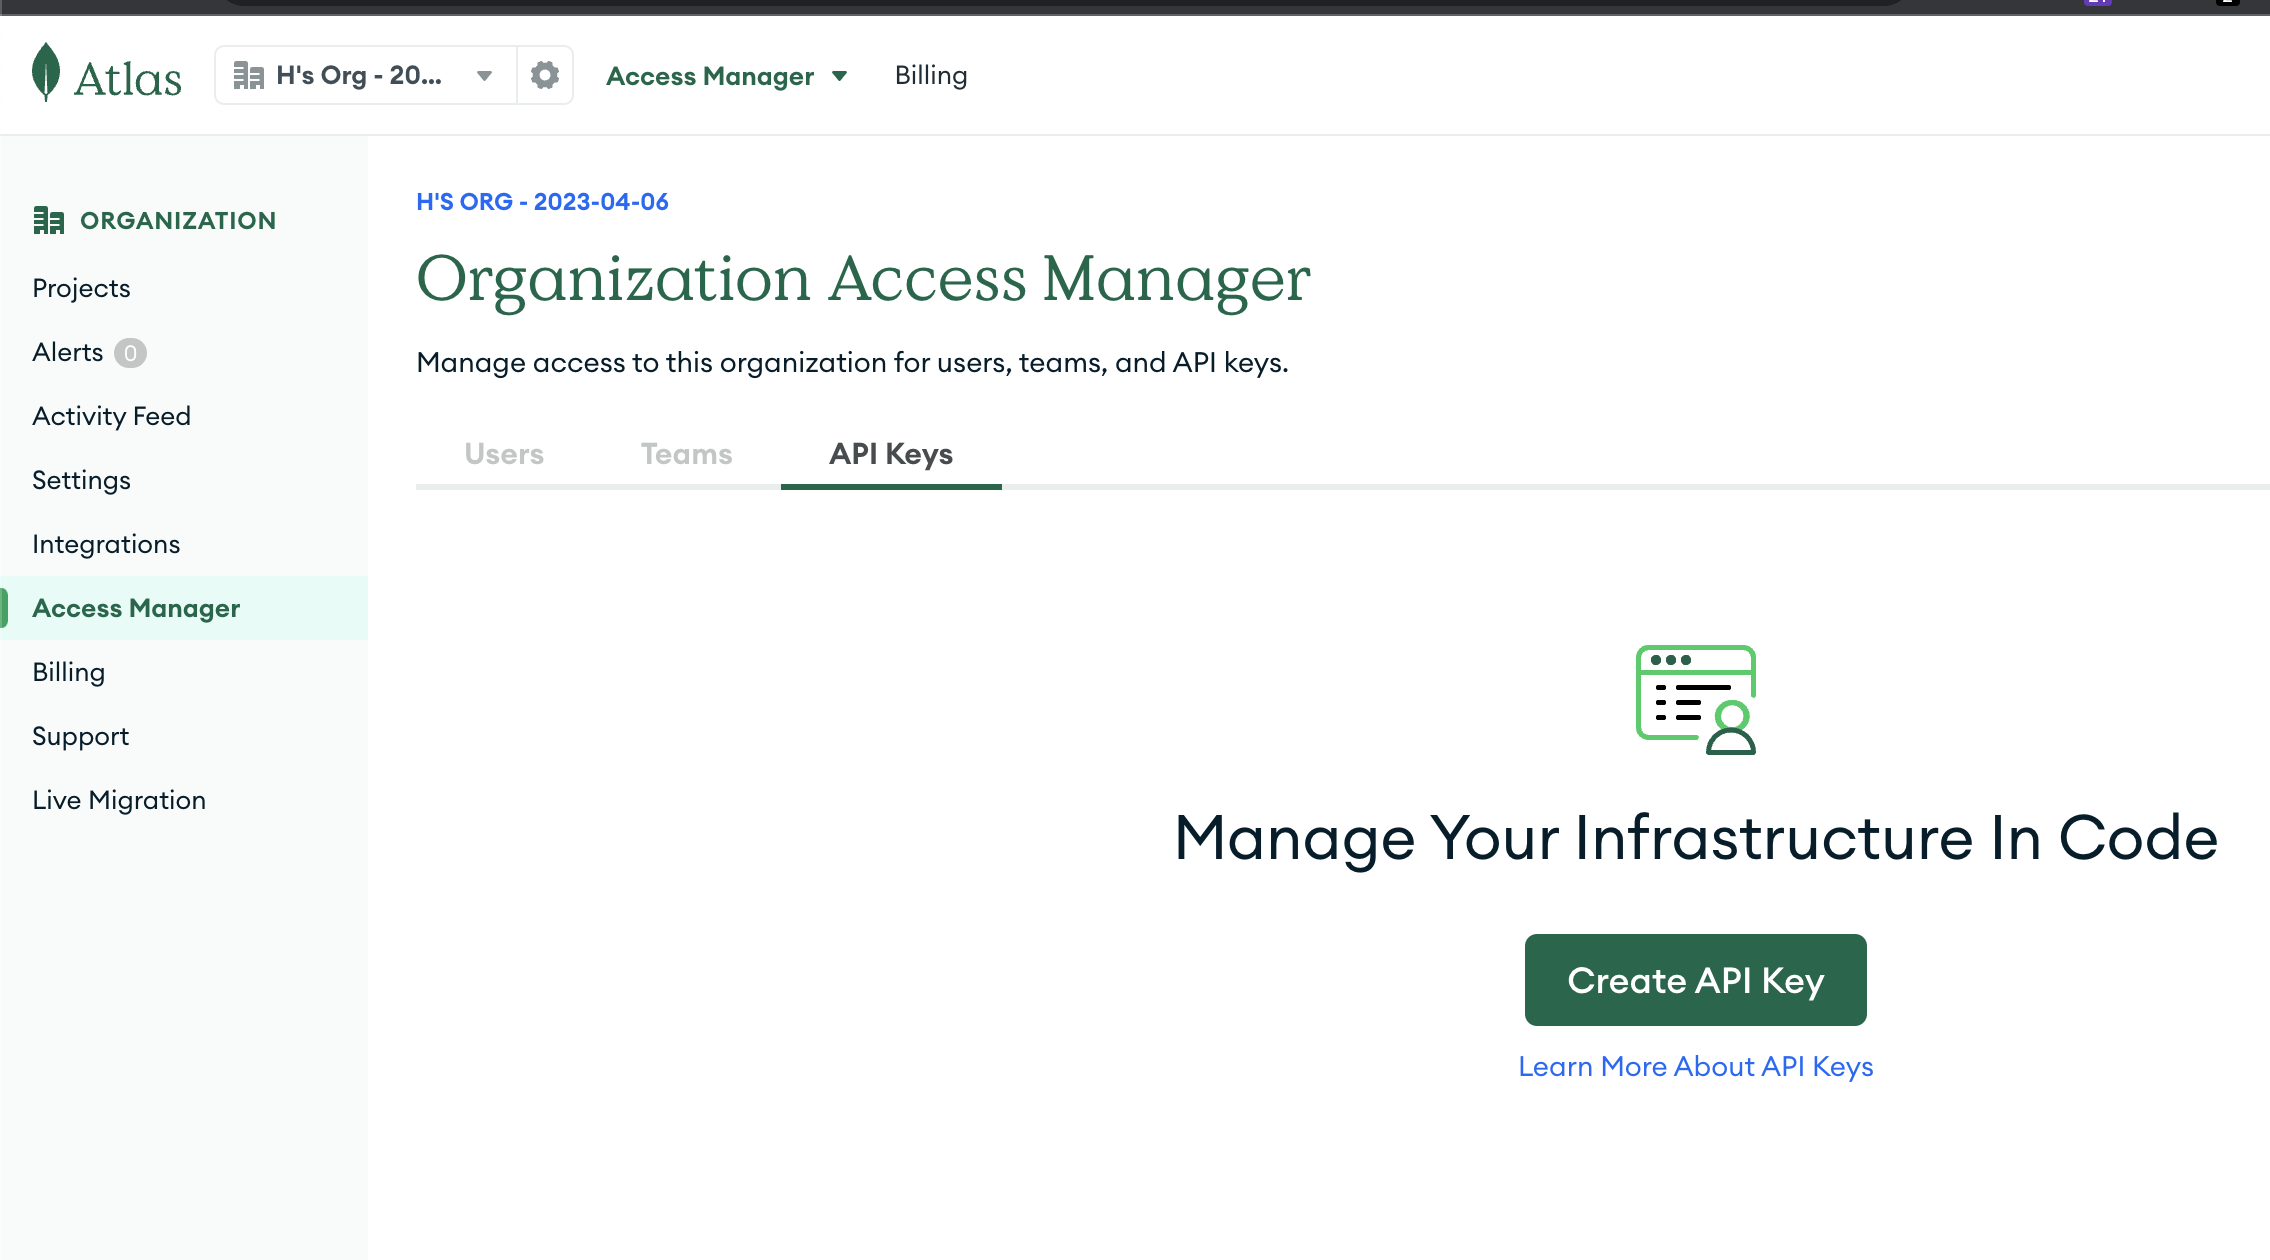 Atlas
H's Org - 20...
Access Manager
Billing
ORGANIZATION
Projects
Alerts 0
Activity Feed
Settings
Integrations
Access Manager
Billing
Support
Live Migration
H'S ORG - 2023-04-06
Organization Access Manager
Manage access to this organization for users, teams, and API keys.
Users
Teams
API Keys
Manage Your Infrastructure In Code
Create API Key
Learn More About API Keys